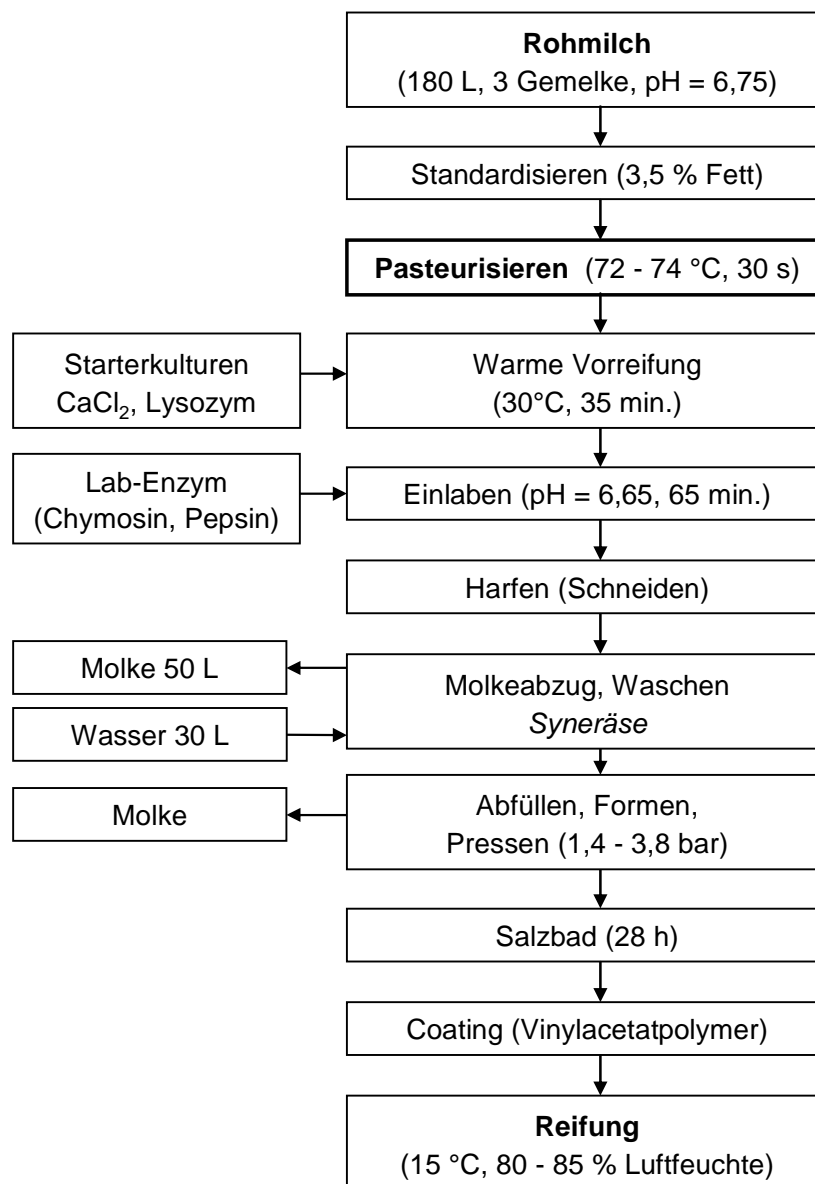 Rohmilch
(180 L, 3 Gemelke, pH = 6,75)
Standardisieren (3,5 % Fett)
Pasteurisieren (72 - 74 °C, 30 s)
Starterkulturen
CaCl₂, Lysozym
Warme Vorreifung
(30°C, 35 min.)
Lab-Enzym
(Chymosin, Pepsin)
Einlaben (pH = 6,65, 65 min.)
Harfen (Schneiden)
Molke 50 L
Wasser 30 L
Molkeabzug, Waschen
Syneräse
Molke
Abfüllen, Formen,
Pressen (1,4 - 3,8 bar)
Salzbad (28 h)
Coating (Vinylacetatpolymer)
Reifung
(15 °C, 80 - 85 % Luftfeuchte)